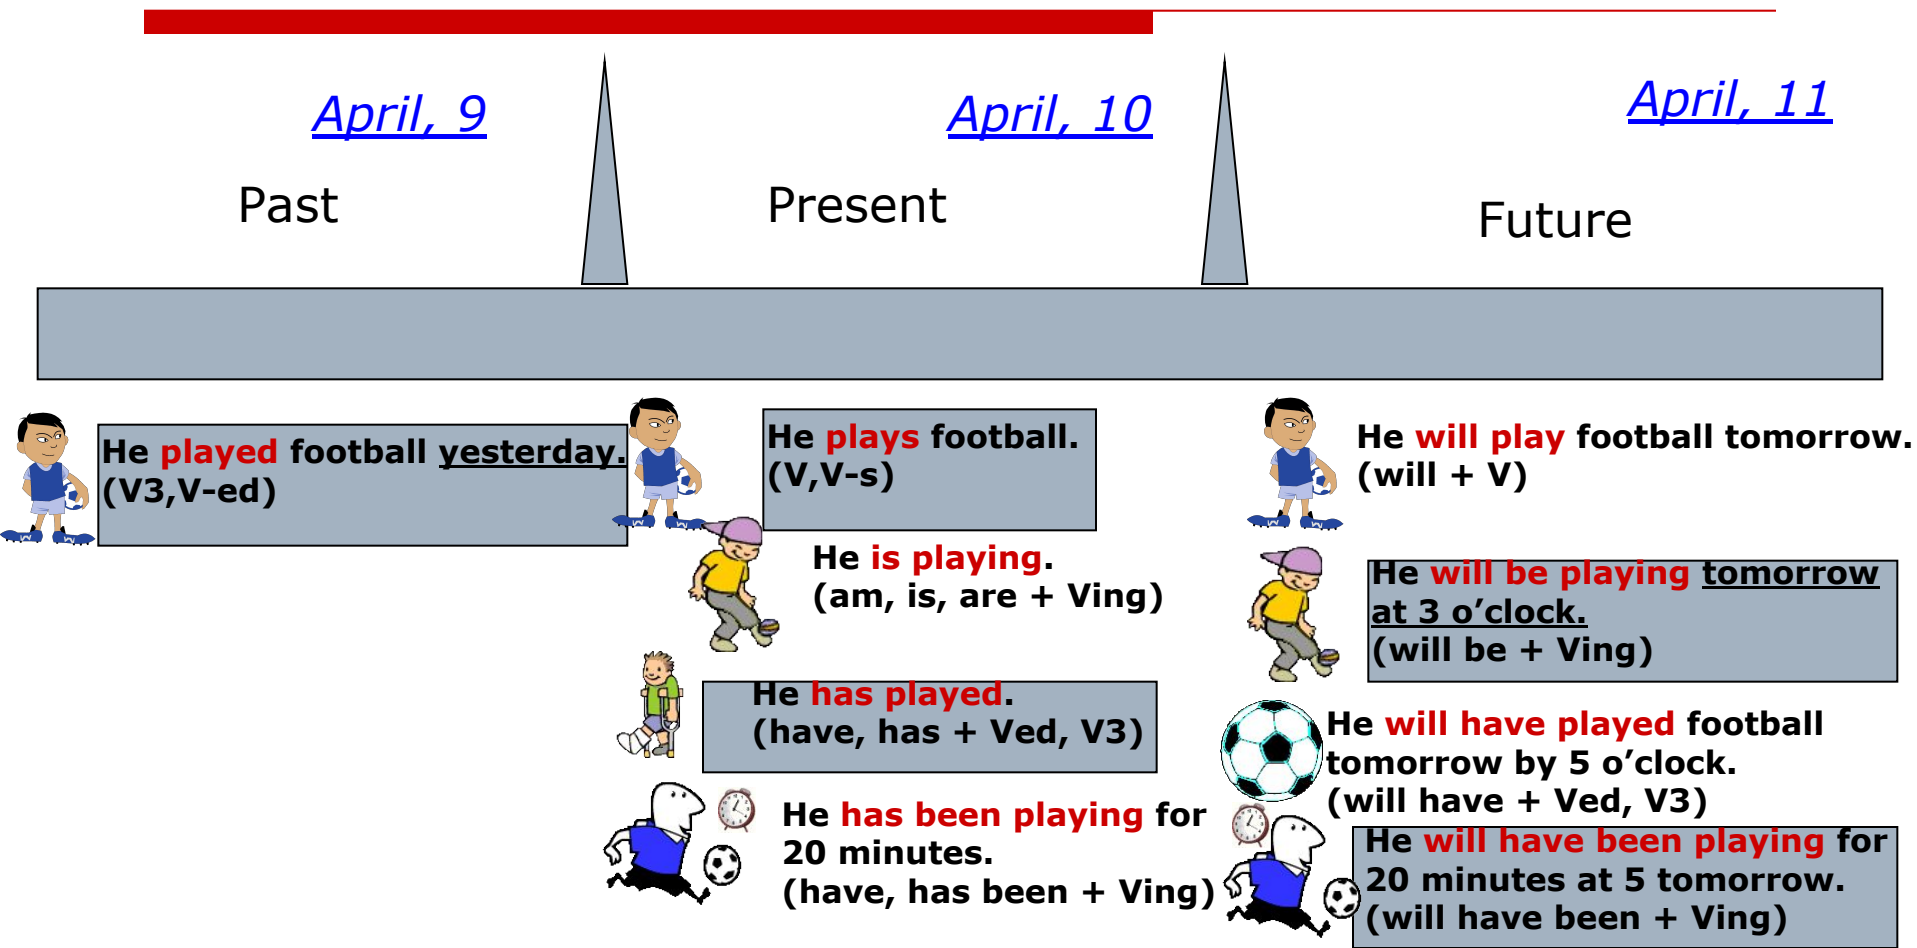 April, 9
April, 10
April, 11
Past
Present
Future
He played football yesterday.
(V3,V-ed)
He plays football.
(V,V-s)
He is playing.
(am, is, are + Ving)
He has played.
(have, has + Ved, V3)
He has been playing for
20 minutes.
(have, has been + Ving)
He will play football tomorrow.
(will + V)
He will be playing tomorrow
at 3 o’clock.
(will be + Ving)
He will have played football
tomorrow by 5 o’clock.
(will have + Ved, V3)
He will have been playing for
20 minutes at 5 tomorrow.
(will have been + Ving)